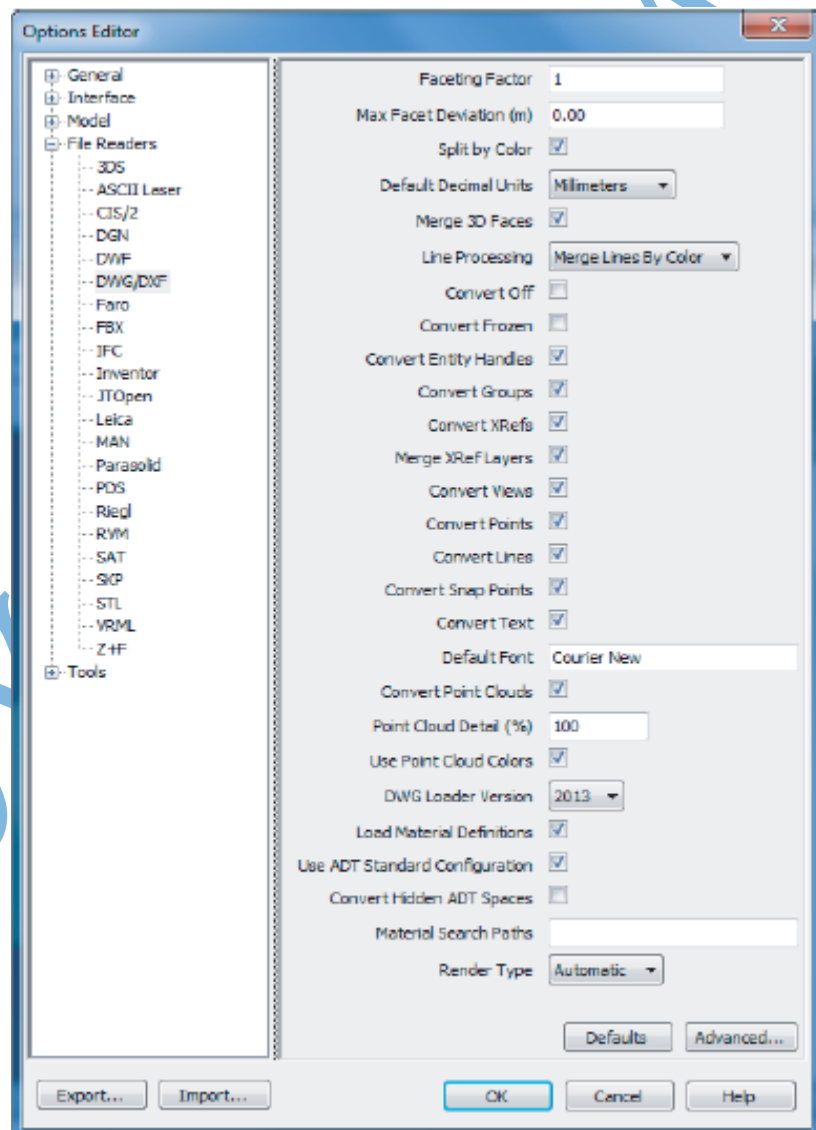 Options Editor
General
Interface
Model
File Readers
3DS
ASCII Laser
CIS/2
DGN
DWF
DWG/DXF
Faro
FBX
IFC
Inventor
JTOpen
Leica
MAN
Parasolid
PDS
Riegl
RVM
SAT
SKP
STL
VRML
Z+F
Tools
Faceting Factor 1
Max Facet Deviation (m) 0.00
Split by Color
Default Decimal Units Millimeters
Merge 3D Faces
Line Processing Merge Lines By Color
Convert Off
Convert Frozen
Convert Entity Handles
Convert Groups
Convert XRefs
Merge XRef Layers
Convert Views
Convert Points
Convert Lines
Convert Snap Points
Convert Text
Default Font Courier New
Convert Point Clouds
Point Cloud Detail (%) 100
Use Point Cloud Colors
DWG Loader Version 2013
Load Material Definitions
Use ADT Standard Configuration
Convert Hidden ADT Spaces
Material Search Paths
Render Type Automatic
Defaults Advanced...
Export... Import... OK Cancel Help